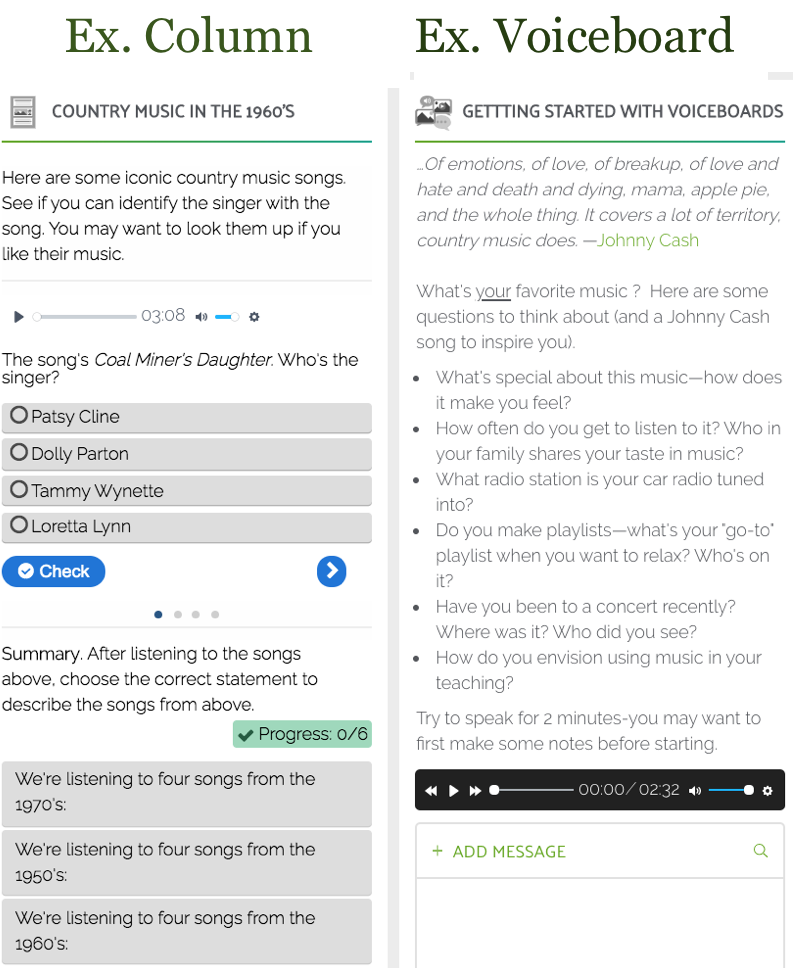 Ex. Column
COUNTRY MUSIC IN THE 1960'S
Here are some iconic country music songs.
See if you can identify the singer with the
song. You may want to look them up if you
like their music.
03:08
The song's Coal Miner's Daughter. Who's the
singer?
Patsy Cline
Dolly Parton
Tammy Wynette
Loretta Lynn
Check
Summary. After listening to the songs
above, choose the correct statement to
describe the songs from above.
Progress: 0/6
We're listening to four songs from the
1970's:
We're listening to four songs from the
1950's:
We're listening to four songs from the
1960's:
Ex. Voiceboard
GETTTING STARTED WITH VOICEBOARDS
...Of emotions, of love, of breakup, of love and
hate and death and dying, mama, apple pie,
and the whole thing. It covers a lot of territory,
country music does. —Johnny Cash
What's your favorite music ? Here are some
questions to think about (and a Johnny Cash
song to inspire you).
• What's special about this music—how does
it make you feel?
• How often do you get to listen to it? Who in
your family shares your taste in music?
• What radio station is your car radio tuned
into?
• Do you make playlists—what's your "go-to"
playlist when you want to relax? Who's on
it?
• Have you been to a concert recently?
Where was it? Who did you see?
• How do you envision using music in your
teaching?
Try to speak for 2 minutes-you may want to
first make some notes before starting.
00:00/02:32
+ ADD MESSAGE